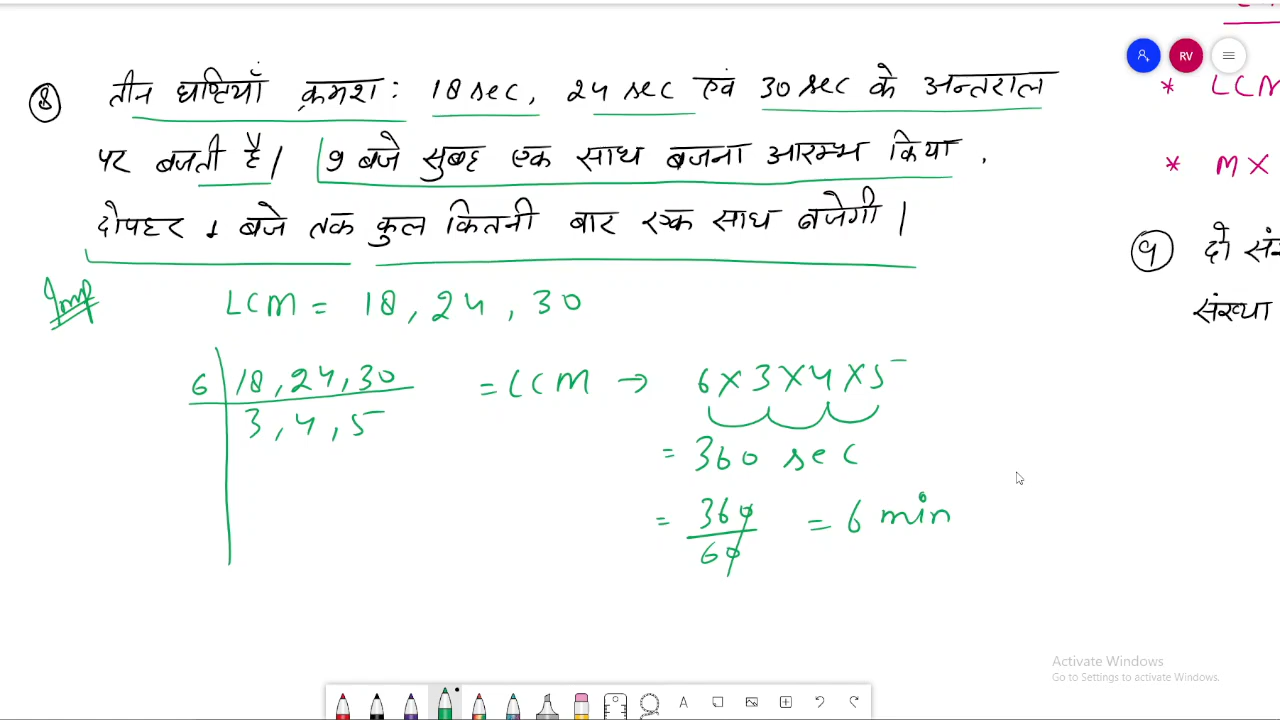 RV
* LCM
* M X
⑧ तीन घण्टियाँ क्रमश: 18 sec, 24 sec एवं 30 sec के अन्तराल
पर बजती है। 9 बजे सुबह एक साथ बजना आरम्भ किया .
दोपहर 1 बजे तक कुल कितनी बार एक साथ बजेगी।
⑨ दो
संख्या
Imp
LCM = 18, 24, 30
6 | 18, 24, 30 = LCM → 6 X 3 X 4 X 5
3, 4, 5
= 360 sec
= 360/60 = 6 min
Activate Windows
Go to Settings to activate Windows.
A